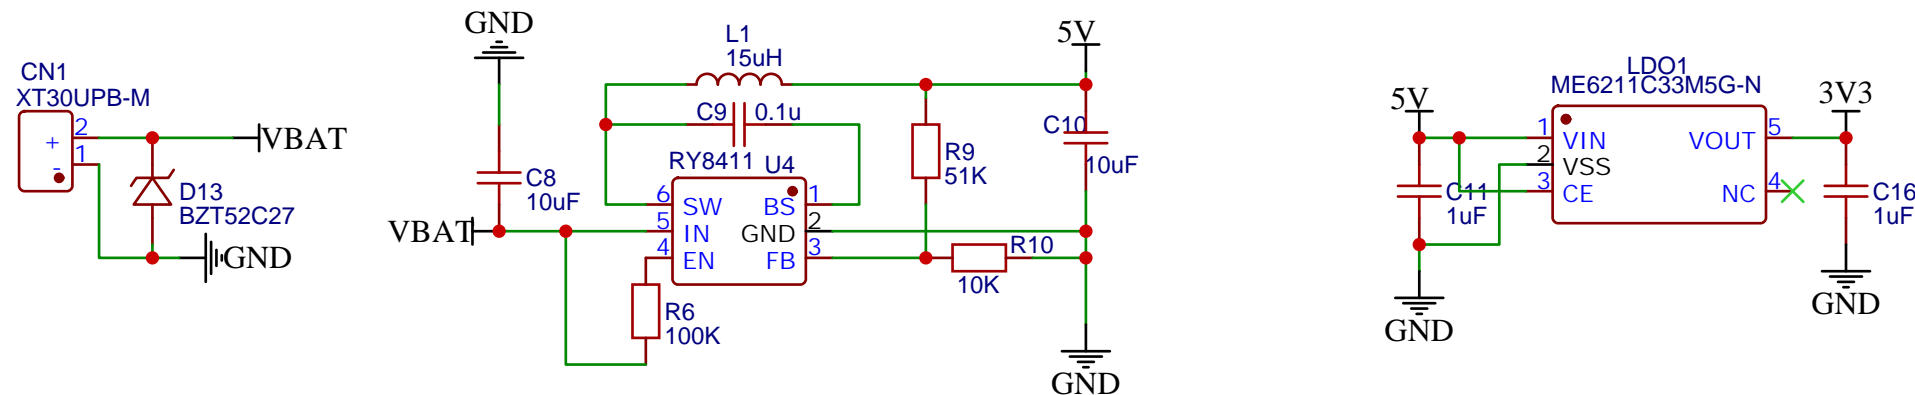 CN1
XT30UPB-M
2
+
1
-
VBAT
D13
BZT52C27
GND
GND
L1
15uH
C9
0.1u
5V
C10
10uF
R9
51K
RY8411
U4
C8
10uF
VBAT
6
SW
BS
1
5
IN
GND
2
4
EN
FB
3
R10
10K
R6
100K
GND
LDO1
ME6211C33M5G-N
5V
3V3
1
VIN
VOUT
5
2
VSS
3
CE
NC
4
C11
1uF
C16
1uF
GND
GND